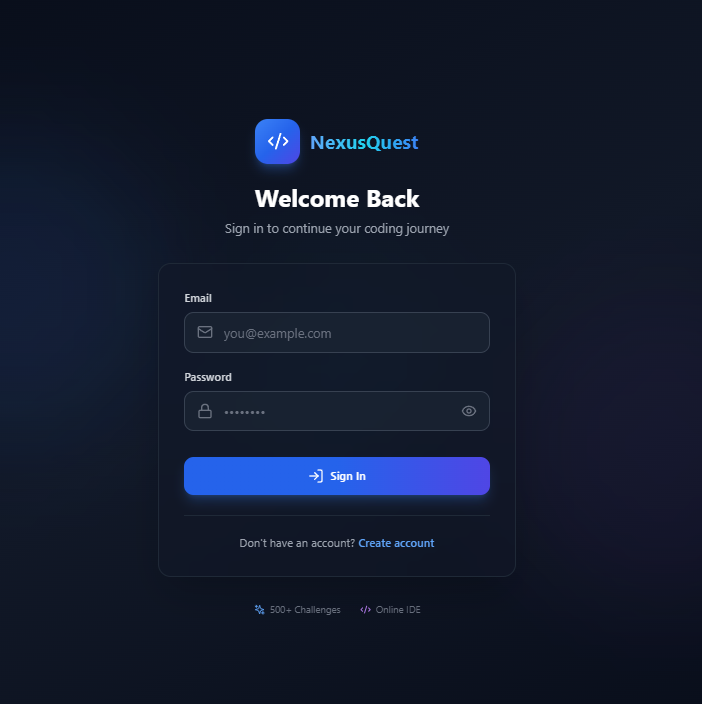 NexusQuest
Welcome Back
Sign in to continue your coding journey
Email
you@example.com
Password
••••••••
Sign In
Don't have an account? Create account
500+ Challenges Online IDE